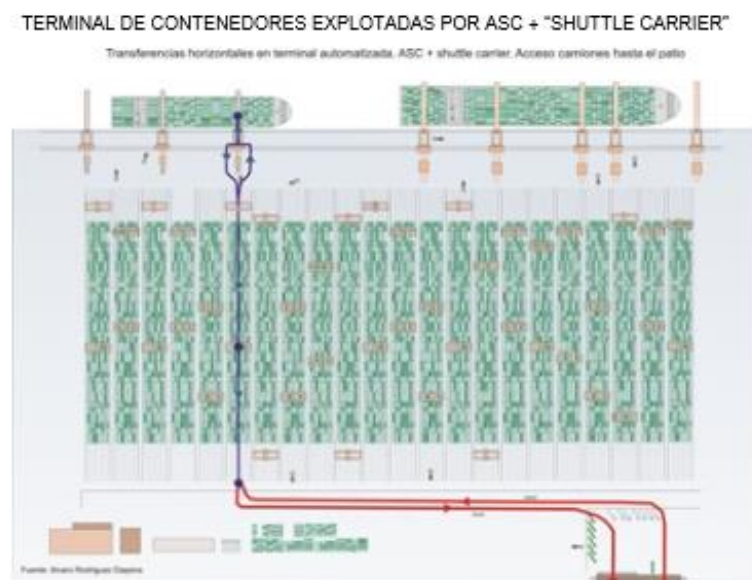 TERMINAL DE CONTENEDORES EXPLOTADAS POR ASC + "SHUTTLE CARRIER"
Transferencias horizontales en terminal automatizada. ASC + shuttle carrier. Acceso camiones hasta el patio
Fuente: Alvaro Rodríguez Dapena